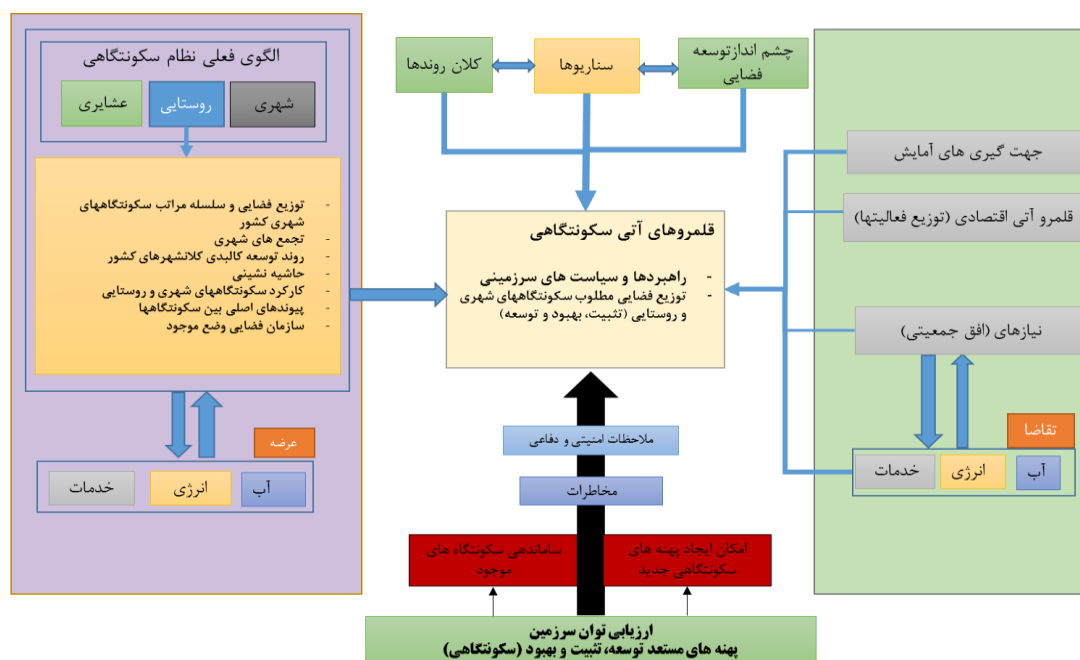 الگوی فعلی نظام سکونتگاهی
شهری
روستایی
عشایری
- توزیع فضایی و سلسله مراتب سکونتگاههای
شهری کشور
- تجمع های شهری
- روند توسعه کالبدی کلانشهرهای کشور
- حاشیه نشینی
- کارکرد سکونتگاههای شهری و روستایی
- پیوندهای اصلی بین سکونتگاهها
- سازمان فضایی وضع موجود
عرضه
آب
انرژی
خدمات
چشم اندازتوسعه
فضایی
سناریوها
کلان روندها
قلمروهای آتی سکونتگاهی
- راهبردها و سیاست های سرزمینی
- توزیع فضایی مطلوب سکونتگاههای شهری
و روستایی (تثبیت، بهبود و توسعه)
ملاحظات امنیتی و دفاعی
مخاطرات
امکان ایجاد پهنه های
سکونتگاهی جدید
ساماندهی سکونتگاه های
موجود
ارزیابی توان سرزمین
پهنه های مستعد توسعه، تثبیت و بهبود (سکونتگاهی)
جهت گیری های آمایش
قلمرو آتی اقتصادی (توزیع فعالیتها)
نیازهای (افق جمعیتی)
تقاضا
آب
انرژی
خدمات